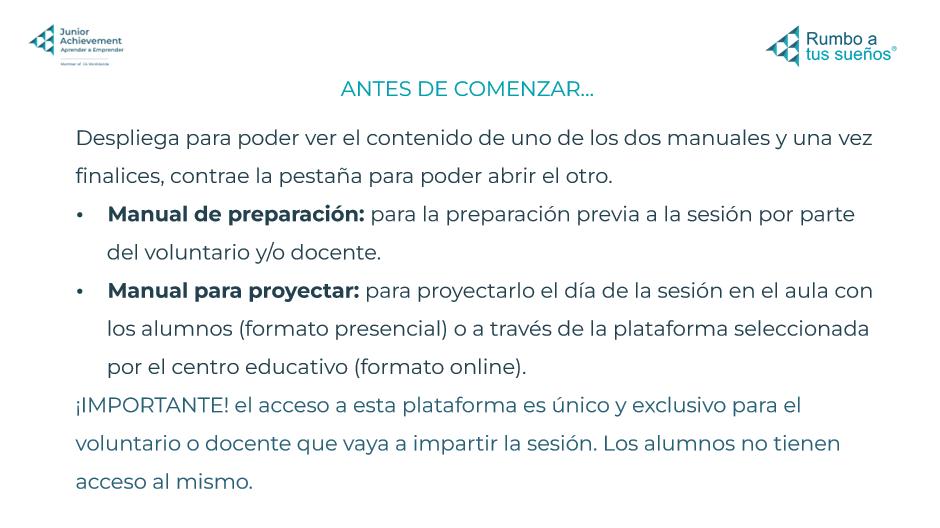 Junior
Achievement
Aprender a Emprender
Member of JA Worldwide
Rumbo a
tus sueños®
ANTES DE COMENZAR...
Despliega para poder ver el contenido de uno de los dos manuales y una vez
finalices, contrae la pestaña para poder abrir el otro.
• Manual de preparación: para la preparación previa a la sesión por parte
del voluntario y/o docente.
• Manual para proyectar: para proyectarlo el día de la sesión en el aula con
los alumnos (formato presencial) o a través de la plataforma seleccionada
por el centro educativo (formato online).
¡IMPORTANTE! el acceso a esta plataforma es único y exclusivo para el
voluntario o docente que vaya a impartir la sesión. Los alumnos no tienen
acceso al mismo.